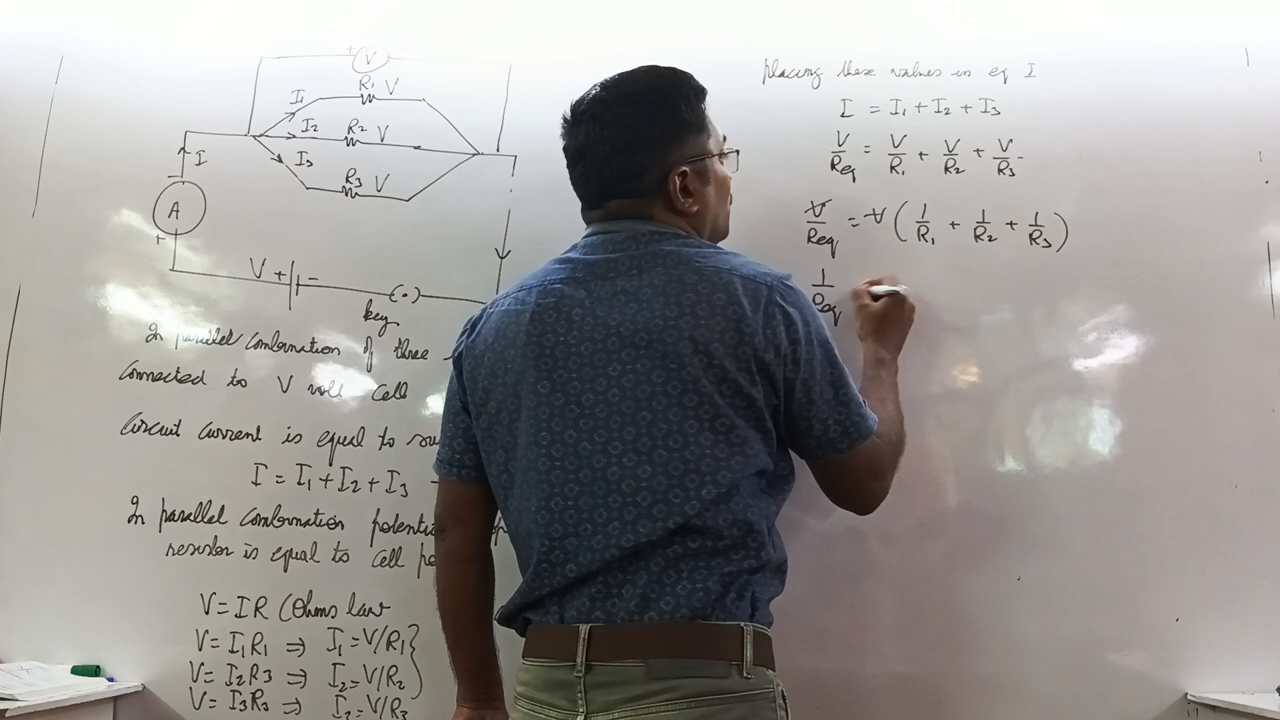 + V
R1 V
I1
I2 R2 V
I
I3
R3 V
A
+
V + -
(·)
key
In parallel combination of three
connected to V volt cell
Circuit current is equal to
I = I1 + I2 + I3 -
In parallel combination
is equal to cell
V = IR (Ohms law
V = I1R1 ⇒ I1 = V/R1
V = I2R3 ⇒ I2 = V/R2
V = I3R3 ⇒ I2 = V/R3
placing these values in eq I
I = I1 + I2 + I3
V/Req = V/R1 + V/R2 + V/R3
V/Req = V (1/R1 + 1/R2 + 1/R3)
1/Req